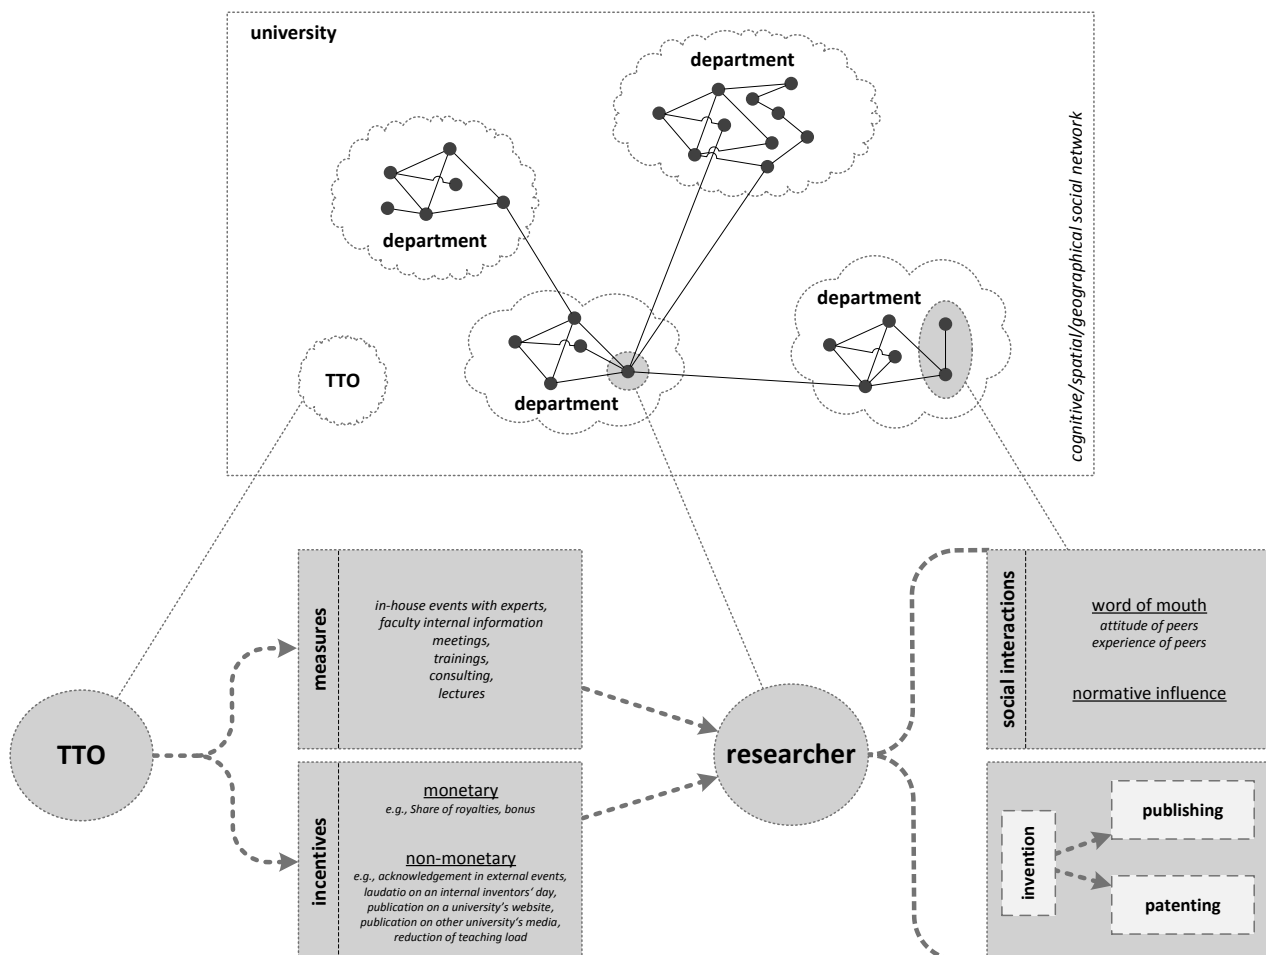 university
department
department
department
department
TTO
cognitive/spatial/geographical social network
TTO
measures
in-house events with experts,
faculty internal information
meetings,
trainings,
consulting,
lectures
incentives
monetary
e.g., Share of royalties, bonus
non-monetary
e.g., acknowledgement in external events,
laudatio on an internal inventors' day,
publication on a university's website,
publication on other university's media,
reduction of teaching load
researcher
social interactions
word of mouth
attitude of peers
experience of peers
normative influence
invention
publishing
patenting